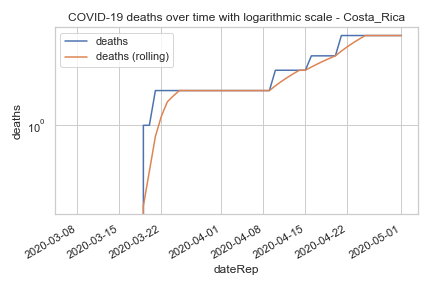 COVID-19 deaths over time with logarithmic scale - Costa_Rica
deaths
deaths (rolling)
deaths
10⁰
2020-03-08
2020-03-15
2020-03-22
2020-04-01
2020-04-08
2020-04-15
2020-04-22
2020-05-01
dateRep